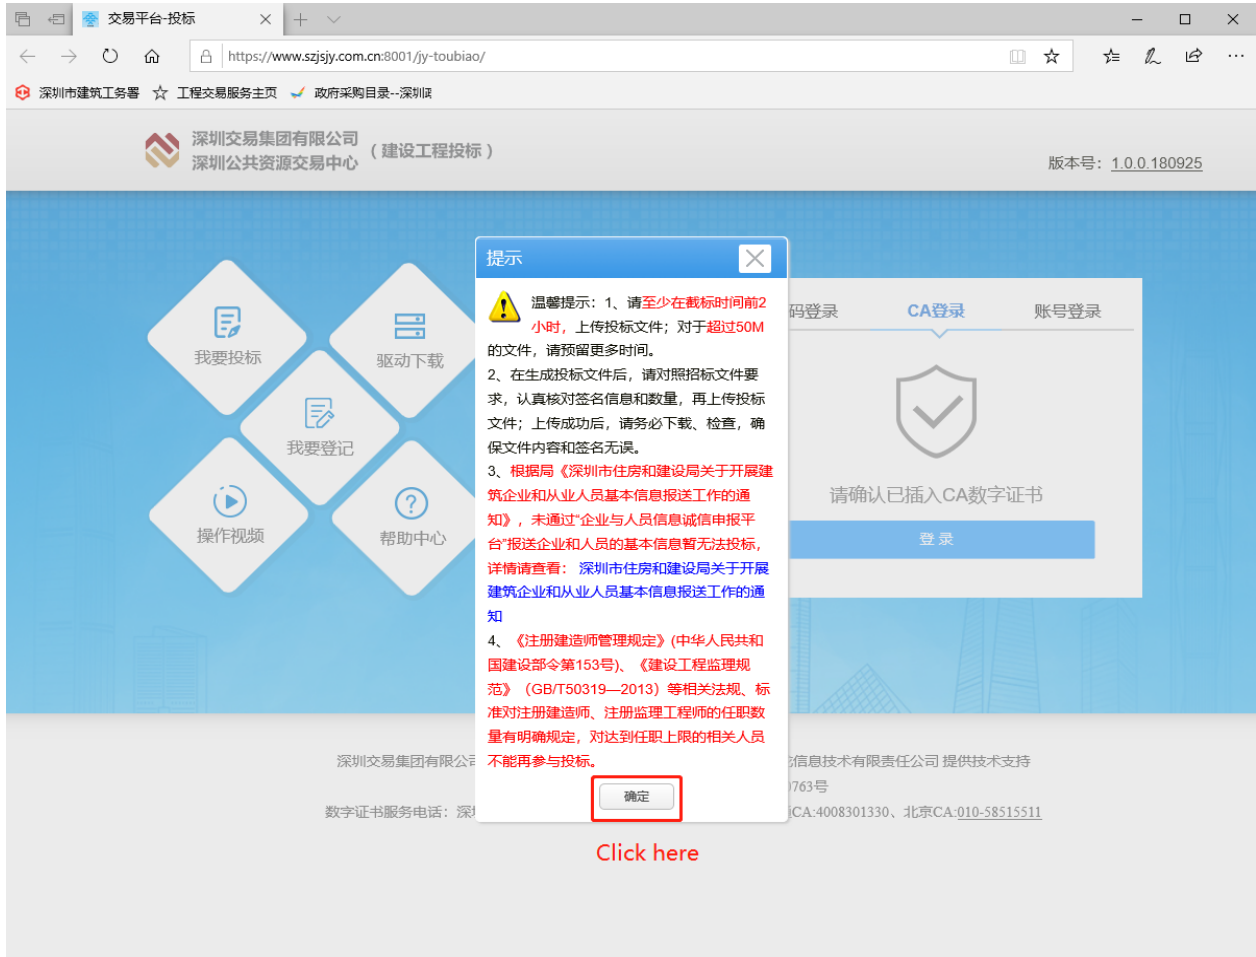 交易平台-投标
https://www.szjsjy.com.cn:8001/jy-toubiao/
深圳市建筑工务署 工程交易服务主页 政府采购目录--深圳
深圳交易集团有限公司
深圳公共资源交易中心
（建设工程投标）
版本号：1.0.0.180925
我要投标
驱动下载
我要登记
操作视频
帮助中心
提示
温馨提示：1、请至少在截标时间前2
小时，上传投标文件；对于超过50M
的文件，请预留更多时间。
2、在生成投标文件后，请对照招标文件要
求，认真核对签名信息和数量，再上传投标
文件；上传成功后，请务必下载、检查，确
保文件内容和签名无误。
3、根据局《深圳市住房和建设局关于开展建
筑企业和从业人员基本信息报送工作的通
知》，未通过“企业与人员信息诚信申报平
台”报送企业和人员的基本信息暂无法投标，
详情请查看： 深圳市住房和建设局关于开展
建筑企业和从业人员基本信息报送工作的通
知
4、《注册建造师管理规定》(中华人民共和
国建设部令第153号)、《建设工程监理规
范》（GB/T50319—2013）等相关法规、标
准对注册建造师、注册监理工程师的任职数
量有明确规定，对达到任职上限的相关人员
不能再参与投标。
确定
Click here
码登录 CA登录 账号登录
请确认已插入CA数字证书
登 录
深圳交易集团有限公 信息技术有限责任公司 提供技术支持
763号
数字证书服务电话：深 CA:4008301330、北京CA:010-58515511